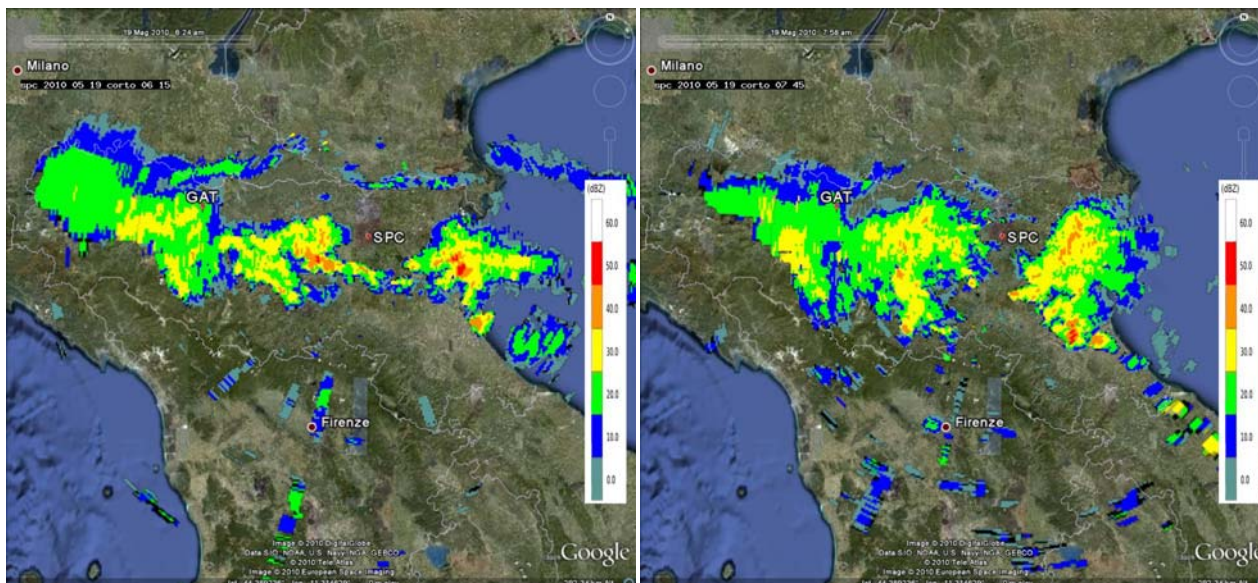 19 Mag 2010 6:24 am
Milano
spc 2010 05 19 corto 06 15
GAT
SPC
Firenze
(dBZ)
60.0
50.0
40.0
30.0
20.0
10.0
0.0
Image © 2010 DigitalGlobe
Data SIO, NOAA, U.S. Navy, NGA, GEBCO
© 2010 Tele Atlas
Image © 2010 European Space Imaging
Google
19 Mag 2010 7:56 am
Milano
spc 2010 05 19 corto 07 45
GAT
SPC
Firenze
(dBZ)
60.0
50.0
40.0
30.0
20.0
10.0
0.0
Image © 2010 DigitalGlobe
Data SIO, NOAA, U.S. Navy, NGA, GEBCO
© 2010 Tele Atlas
Image © 2010 European Space Imaging
Google